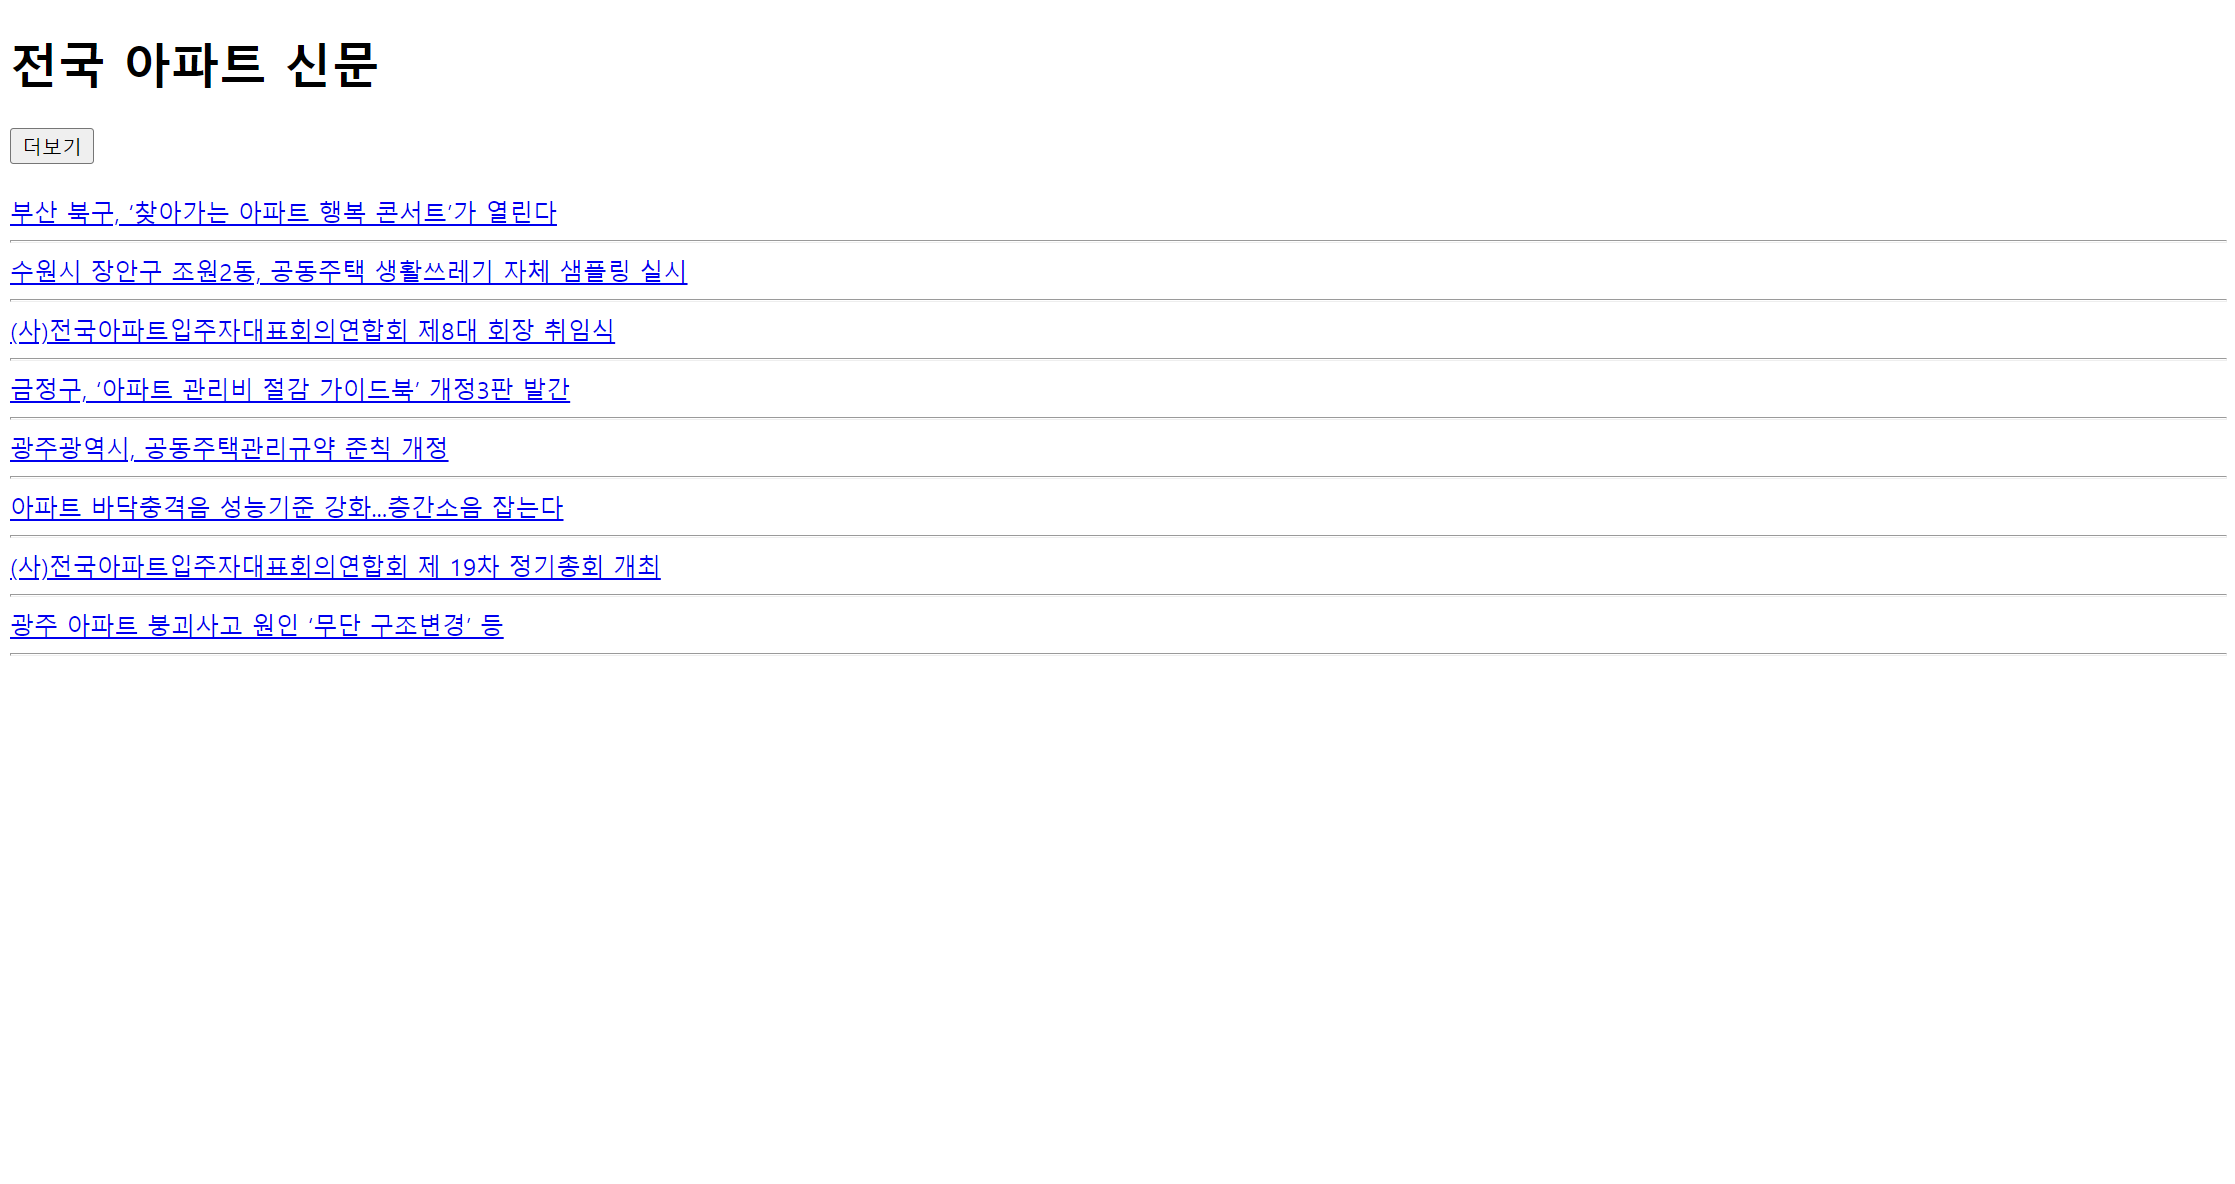 전국 아파트 신문
더보기
부산 북구, ‘찾아가는 아파트 행복 콘서트’가 열린다
수원시 장안구 조원2동, 공동주택 생활쓰레기 자체 샘플링 실시
(사)전국아파트입주자대표회의연합회 제8대 회장 취임식
금정구, ‘아파트 관리비 절감 가이드북’ 개정3판 발간
광주광역시, 공동주택관리규약 준칙 개정
아파트 바닥충격음 성능기준 강화…층간소음 잡는다
(사)전국아파트입주자대표회의연합회 제 19차 정기총회 개최
광주 아파트 붕괴사고 원인 ‘무단 구조변경’ 등